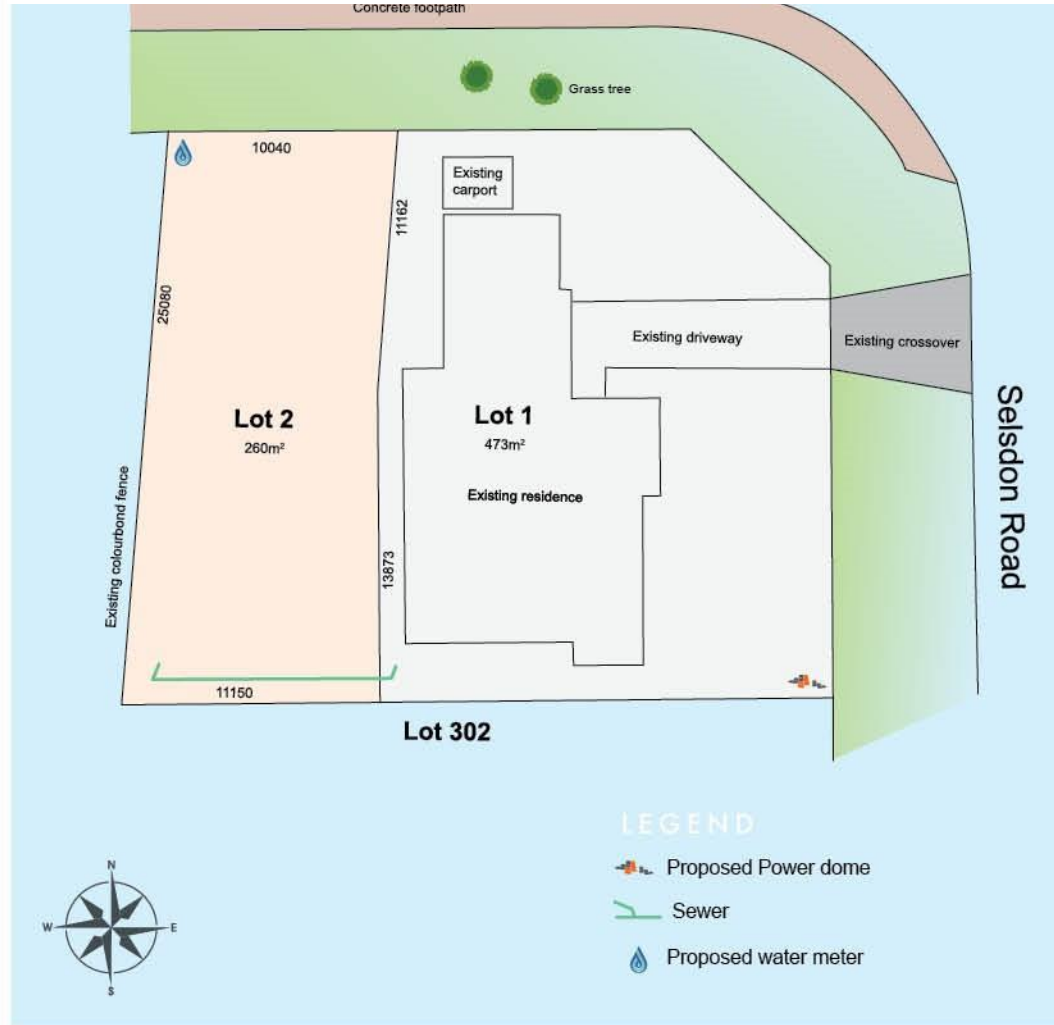 Concrete footpath
Grass tree
10040
Existing
carport
11162
25080
Existing driveway
Existing crossover
Lot 2
260m²
Lot 1
473m²
Selsdon Road
Existing residence
Existing colourbond fence
13873
11150
Lot 302
LEGEND
Proposed Power dome
Sewer
Proposed water meter
N
W
E
S